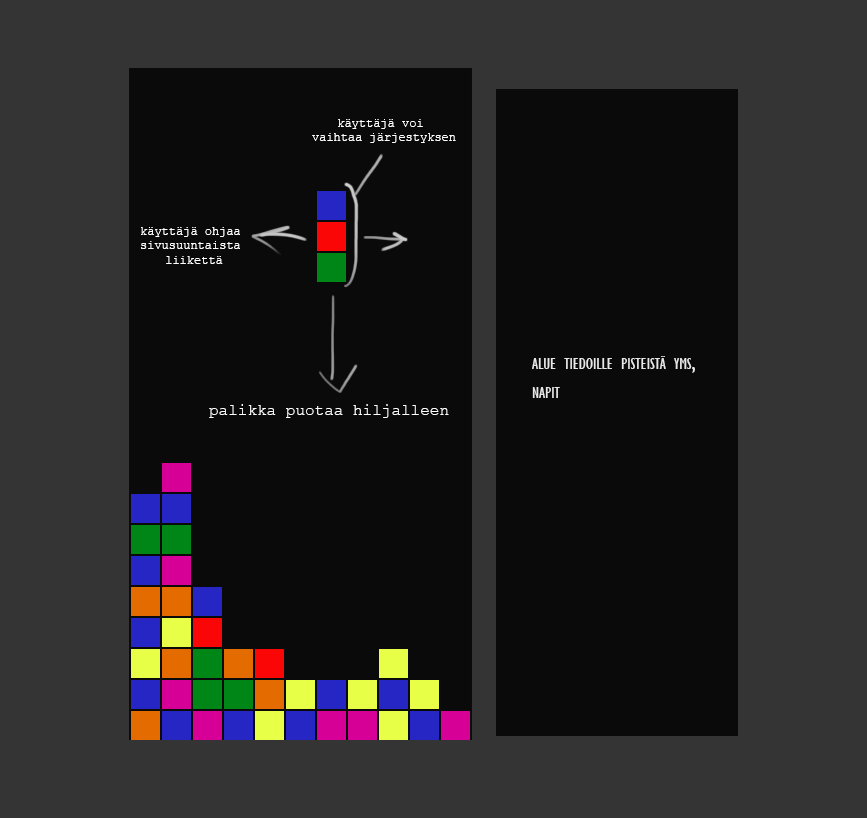 käyttäjä voi
vaihtaa järjestyksen
käyttäjä ohjaa
sivusuuntaista
liikettä
palikka puotaa hiljalleen
ALUE TIEDOILLE PISTEISTÄ YMS,
NAPIT